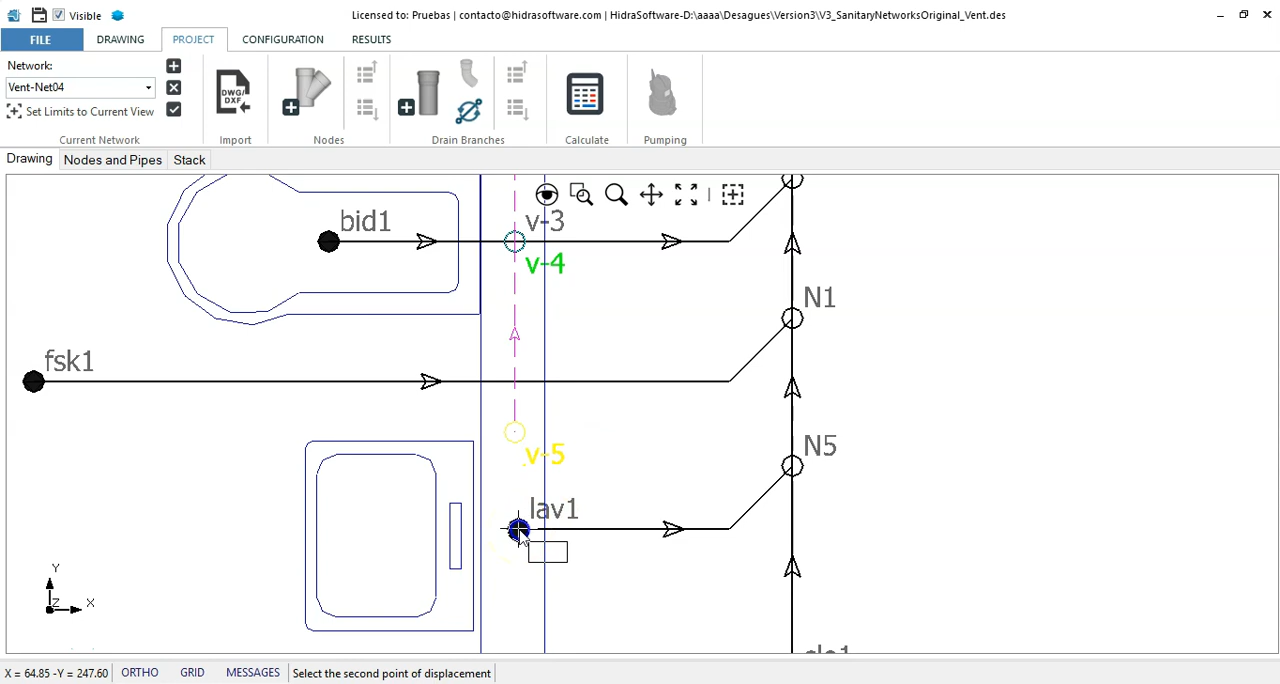 Visible
Licensed to: Pruebas | contacto@hidrasoftware.com | HidraSoftware-D:\aaaa\Desagues\Version3\V3_SanitaryNetworksOriginal_Vent.des
FILE DRAWING PROJECT CONFIGURATION RESULTS
Network:
Vent-Net04
Set Limits to Current View
DWG/
DXF
Current Network Import Nodes Drain Branches Calculate Pumping
Drawing Nodes and Pipes Stack
bid1
v-3
v-4
N1
fsk1
N5
v-5
lav1
Y
Z
X
X = 64.85 -Y = 247.60 ORTHO GRID MESSAGES Select the second point of displacement